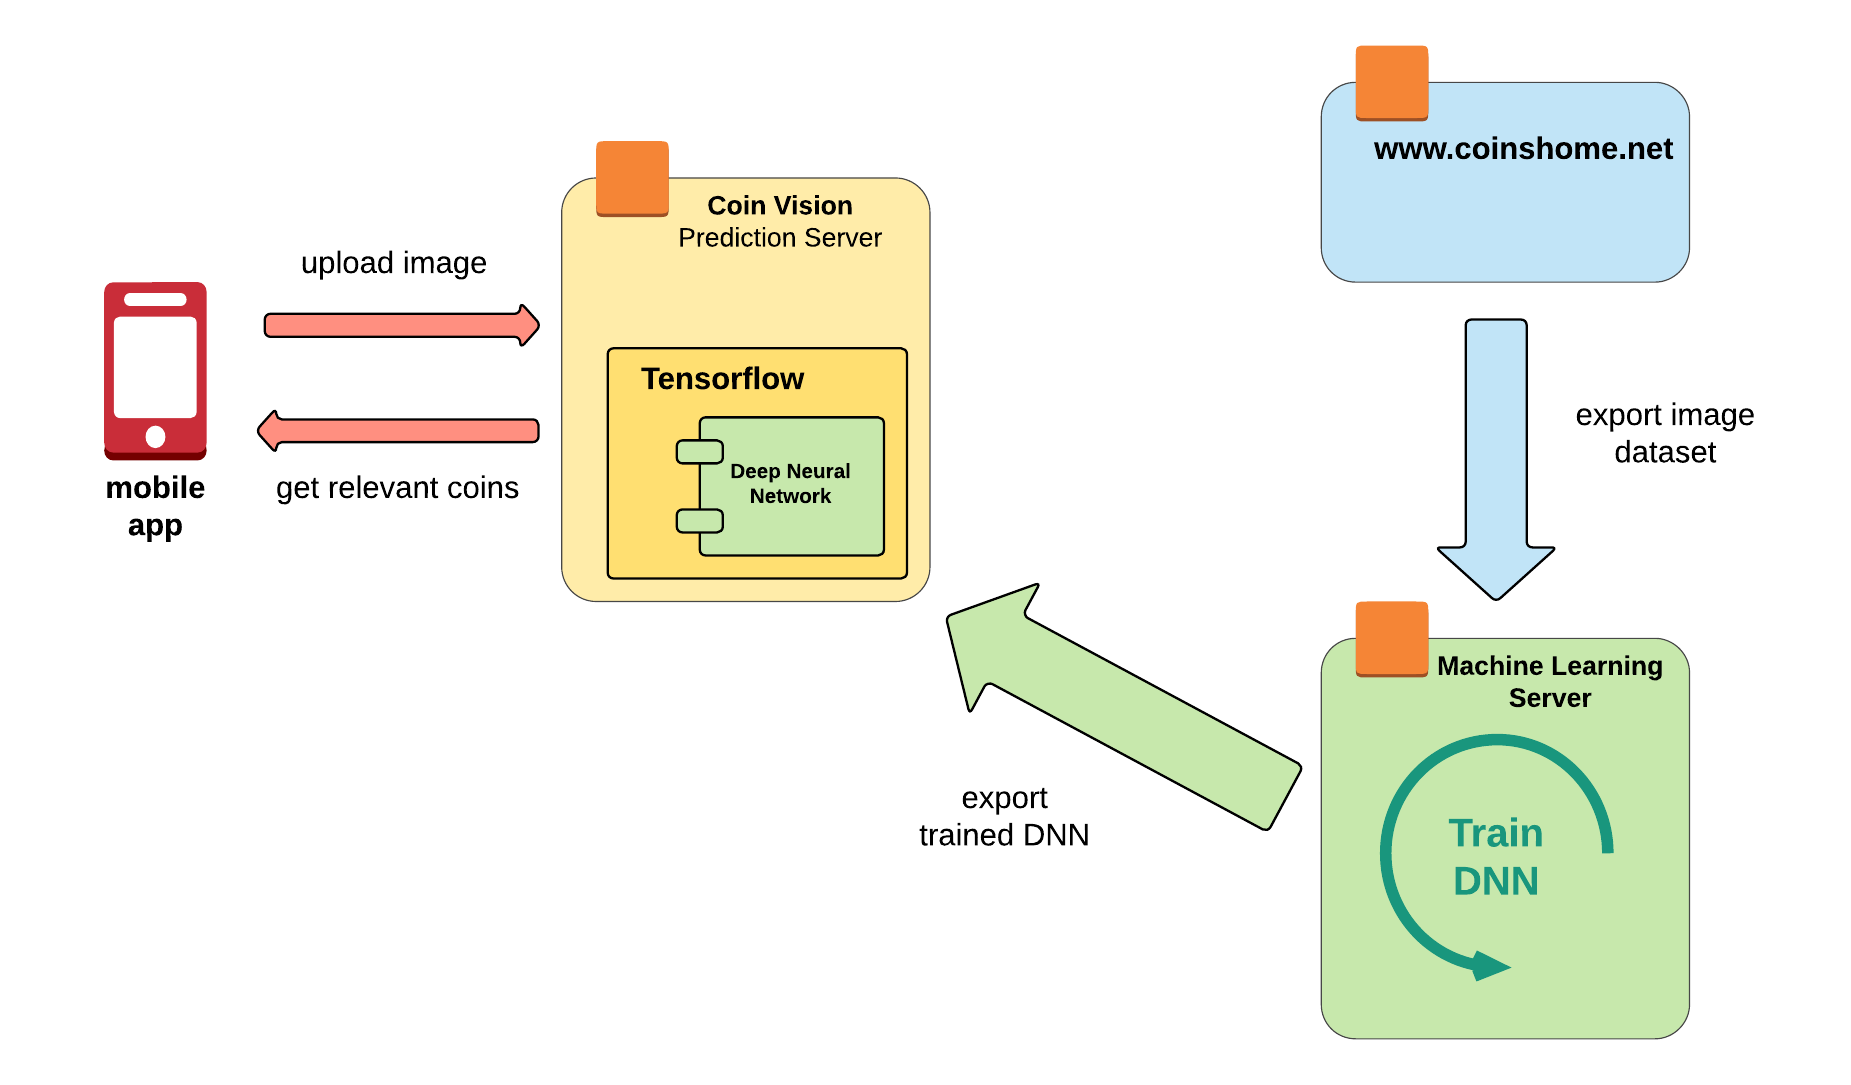 www.coinshome.net
Coin Vision
Prediction Server
upload image
Tensorflow
Deep Neural
Network
get relevant coins
mobile
app
export image
dataset
Machine Learning
Server
export
trained DNN
Train
DNN